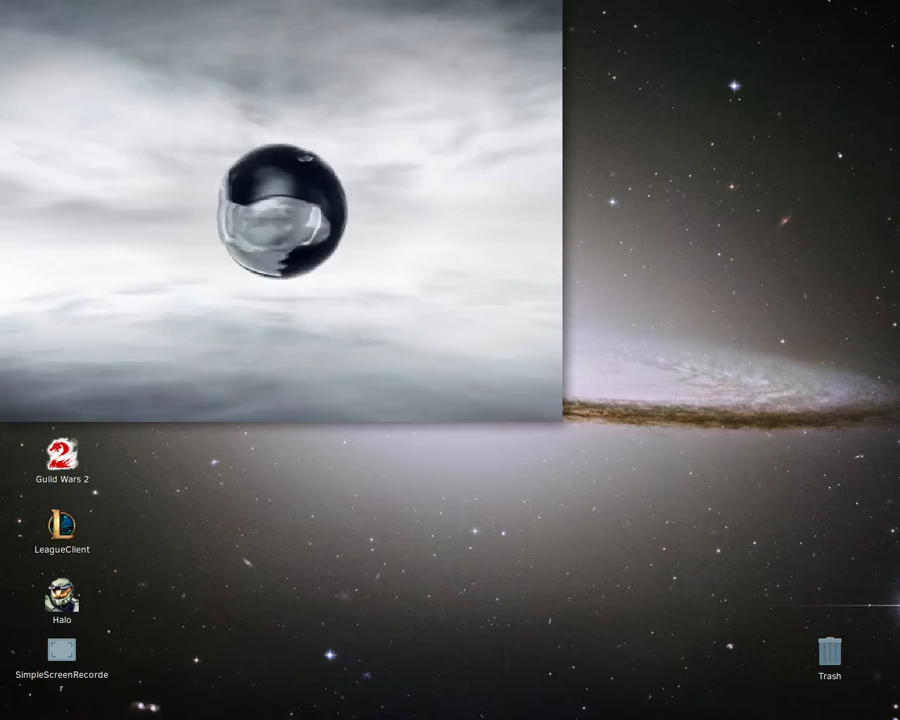 Guild Wars 2
LeagueClient
Halo
SimpleScreenRecorde
r
Trash